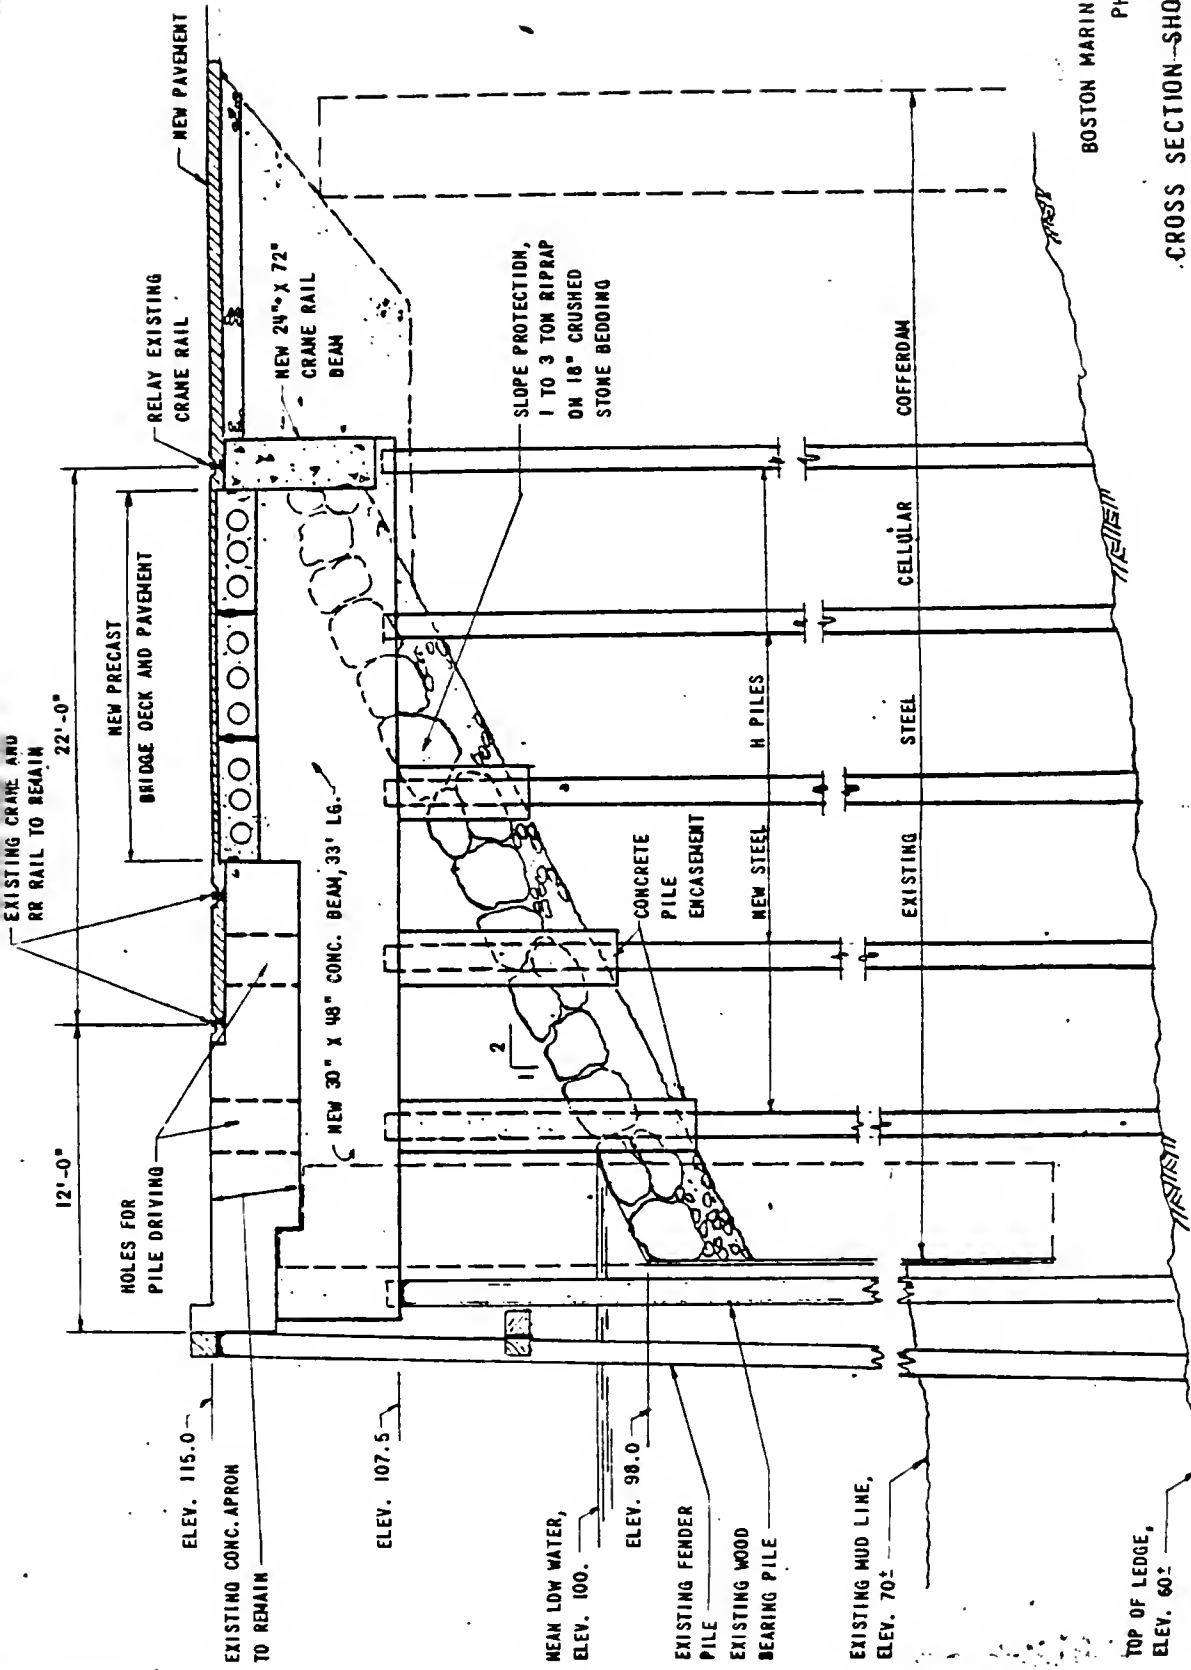 EXISTING CRANE AND
RR RAIL TO REMAIN
12'-0"
22'-0"
HOLES FOR
PILE DRIVING
NEW PRECAST
BRIDGE DECK AND PAVEMENT
RELAY EXISTING
CRANE RAIL
NEW PAVEMENT
ELEV. 115.0
EXISTING CONC. APRON
TO REMAIN
NEW 30" X 48" CONC. BEAM, 33' LG.
NEW 24" X 72"
CRANE RAIL
BEAM
ELEV. 107.5
2
1
SLOPE PROTECTION,
1 TO 3 TON RIPRAP
ON 18" CRUSHED
STONE BEDDING
MEAN LOW WATER,
ELEV. 100.
ELEV. 98.0
CONCRETE
PILE
ENCASEMENT
EXISTING FENDER
PILE
EXISTING WOOD
BEARING PILE
NEW STEEL H PILES
EXISTING STEEL CELLULAR COFFERDAM
EXISTING MUD LINE,
ELEV. 70±
TOP OF LEDGE,
ELEV. 60±
BOSTON MARIN
PH
CROSS SECTION SHO